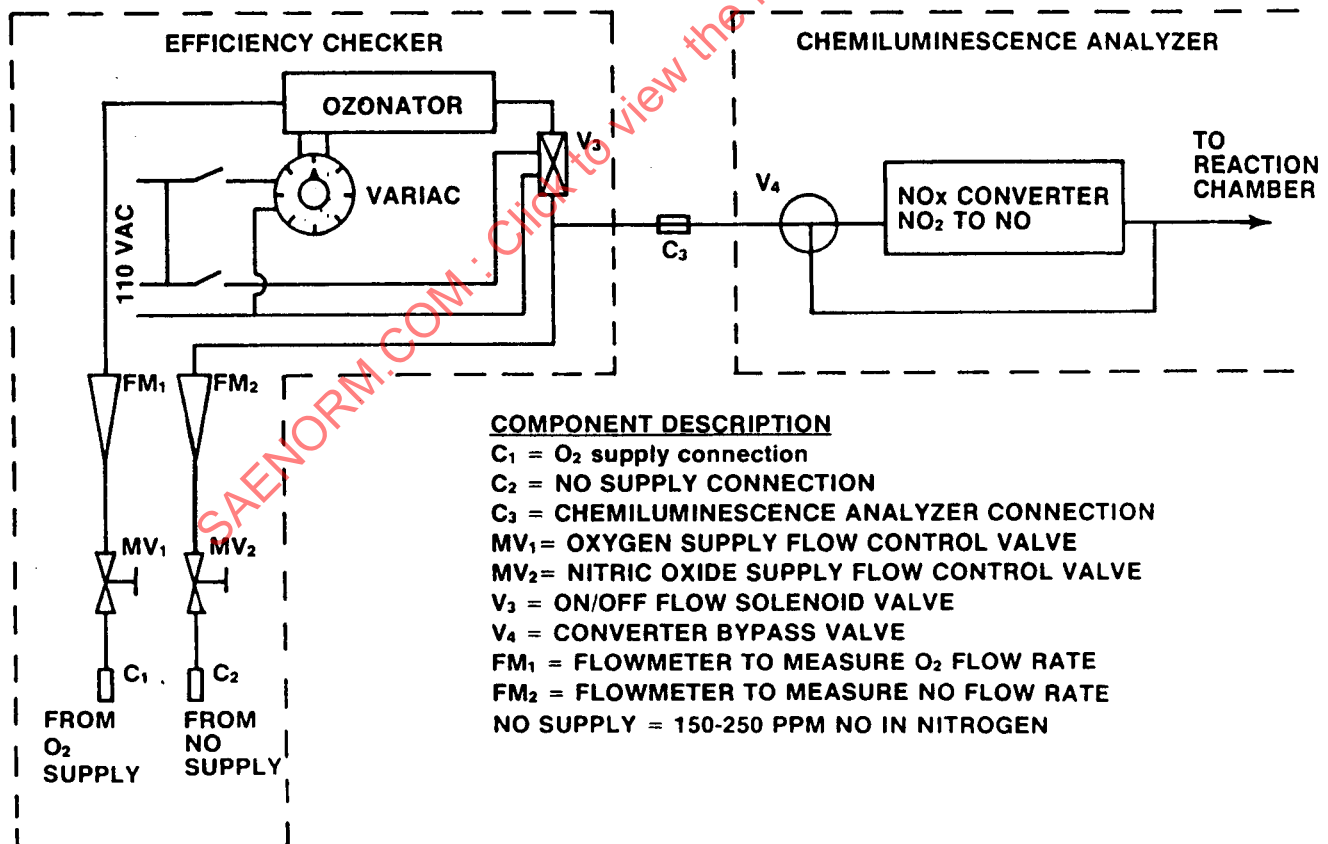 EFFICIENCY CHECKER
OZONATOR
V3
VARIAC
110 VAC
FM1
FM2
MV1
MV2
C1
C2
FROM
O2
SUPPLY
FROM
NO
SUPPLY
C3
CHEMILUMINESCENCE ANALYZER
V4
NOx CONVERTER
NO2 TO NO
TO
REACTION
CHAMBER
COMPONENT DESCRIPTION
C1 = O2 supply connection
C2 = NO SUPPLY CONNECTION
C3 = CHEMILUMINESCENCE ANALYZER CONNECTION
MV1= OXYGEN SUPPLY FLOW CONTROL VALVE
MV2= NITRIC OXIDE SUPPLY FLOW CONTROL VALVE
V3 = ON/OFF FLOW SOLENOID VALVE
V4 = CONVERTER BYPASS VALVE
FM1 = FLOWMETER TO MEASURE O2 FLOW RATE
FM2 = FLOWMETER TO MEASURE NO FLOW RATE
NO SUPPLY = 150-250 PPM NO IN NITROGEN
SAENORM.COM : Click to view the